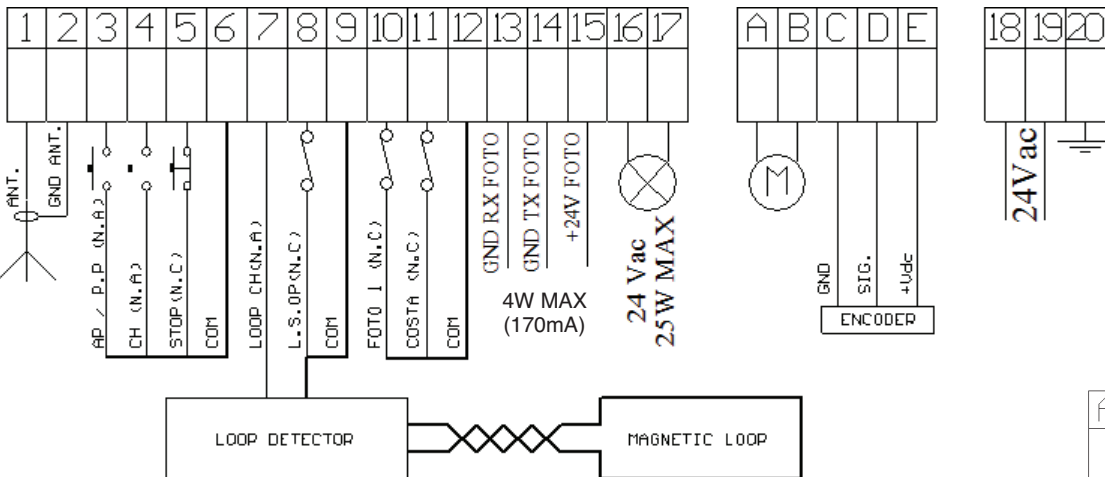 1 2 3 4 5 6 7 8 9 10 11 12 13 14 15 16 17
A B C D E
18 19 20
ANT.
GND ANT.
AP / P.P (N.A)
CH (N.A)
STOP(N.C)
COM
LOOP CH(N.A)
L.S.OP(N.C)
COM
FOTO 1 (N.C)
COSTA (N.C)
COM
GND RX FOTO
GND TX FOTO
+24V FOTO
4W MAX
(170mA)
24 Vac
25W MAX
M
GND
SIG.
+Vdc
ENCODER
24Vac
LOOP DETECTOR
MAGNETIC LOOP